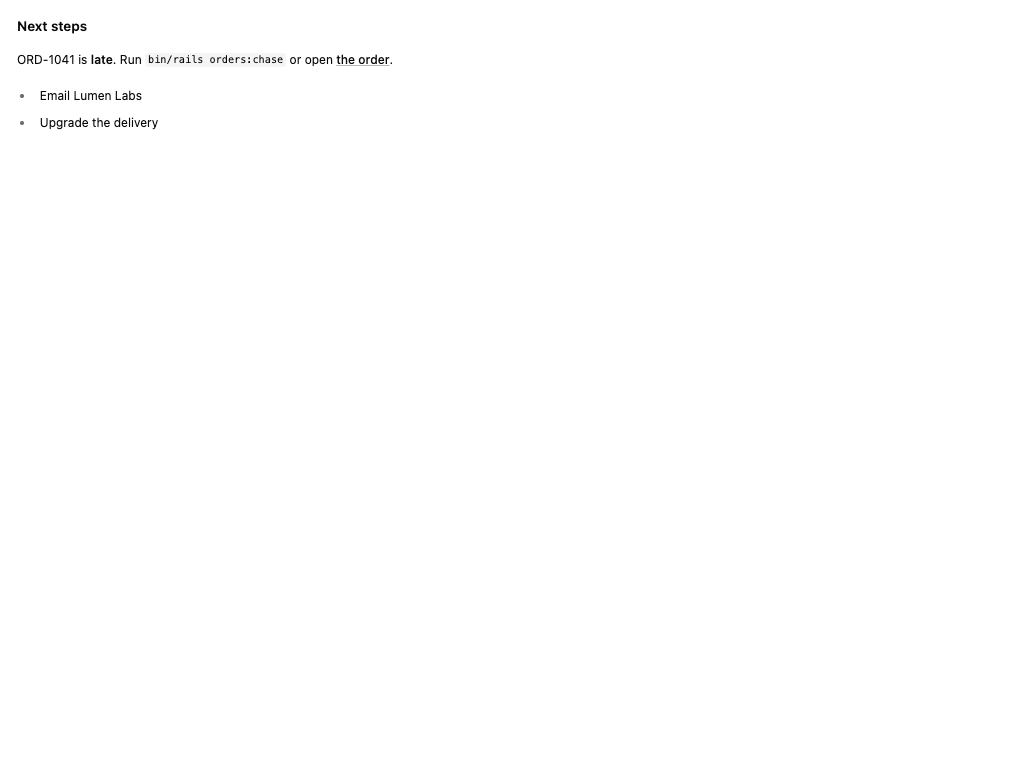 Next steps
ORD-1041 is late. Run bin/rails orders:chase or open the order.
• Email Lumen Labs
• Upgrade the delivery